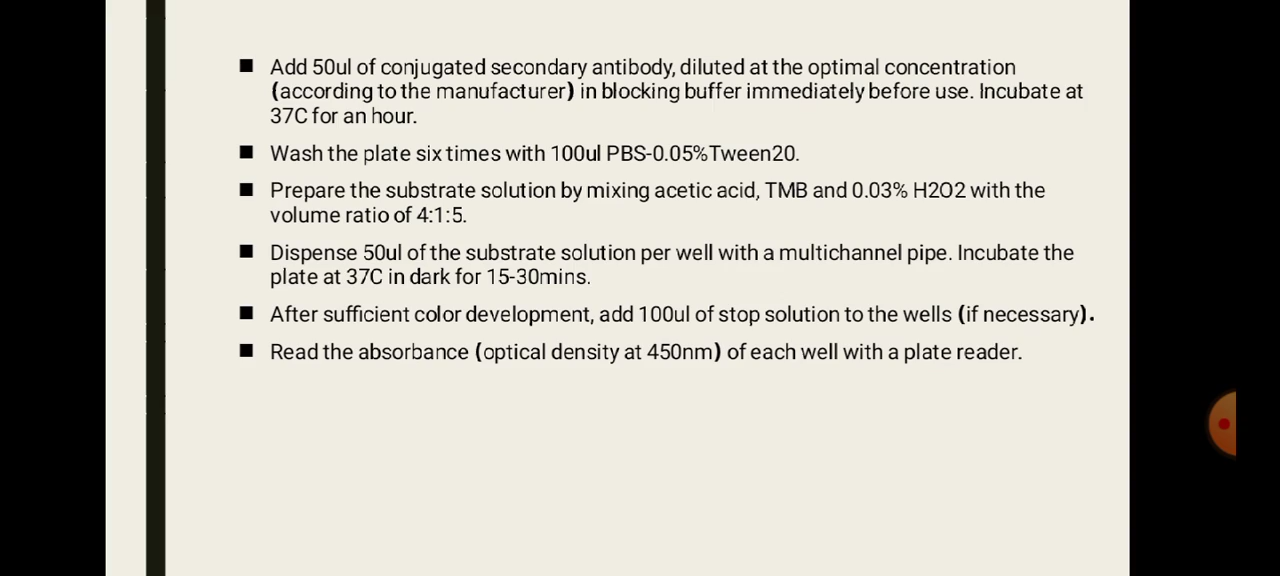 ■ Add 50ul of conjugated secondary antibody, diluted at the optimal concentration
(according to the manufacturer) in blocking buffer immediately before use. Incubate at
37C for an hour.
■ Wash the plate six times with 100ul PBS-0.05%Tween20.
■ Prepare the substrate solution by mixing acetic acid, TMB and 0.03% H2O2 with the
volume ratio of 4:1:5.
■ Dispense 50ul of the substrate solution per well with a multichannel pipe. Incubate the
plate at 37C in dark for 15-30mins.
■ After sufficient color development, add 100ul of stop solution to the wells (if necessary).
■ Read the absorbance (optical density at 450nm) of each well with a plate reader.